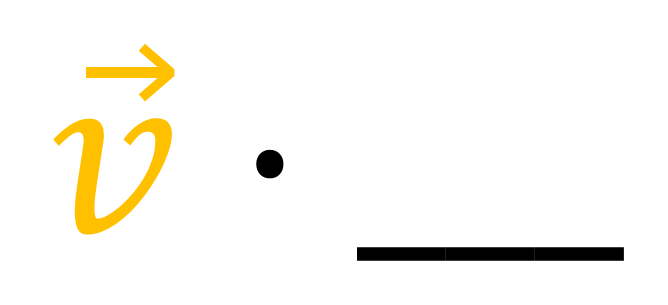 v⃗ · ___